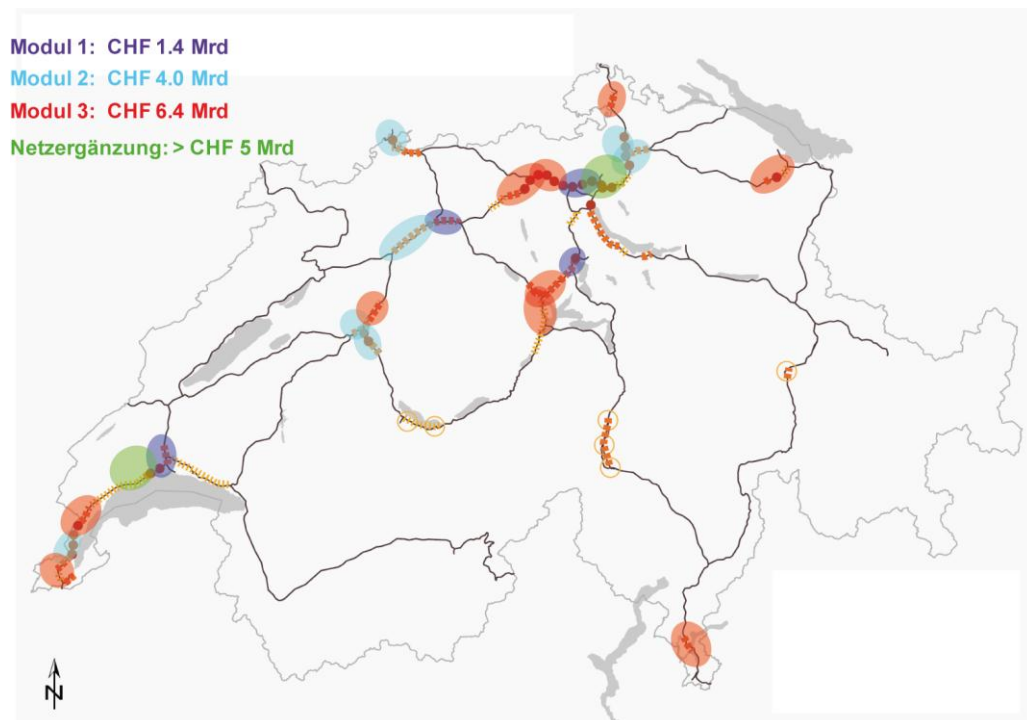 Modul 1: CHF 1.4 Mrd
Modul 2: CHF 4.0 Mrd
Modul 3: CHF 6.4 Mrd
Netzergänzung: > CHF 5 Mrd
N